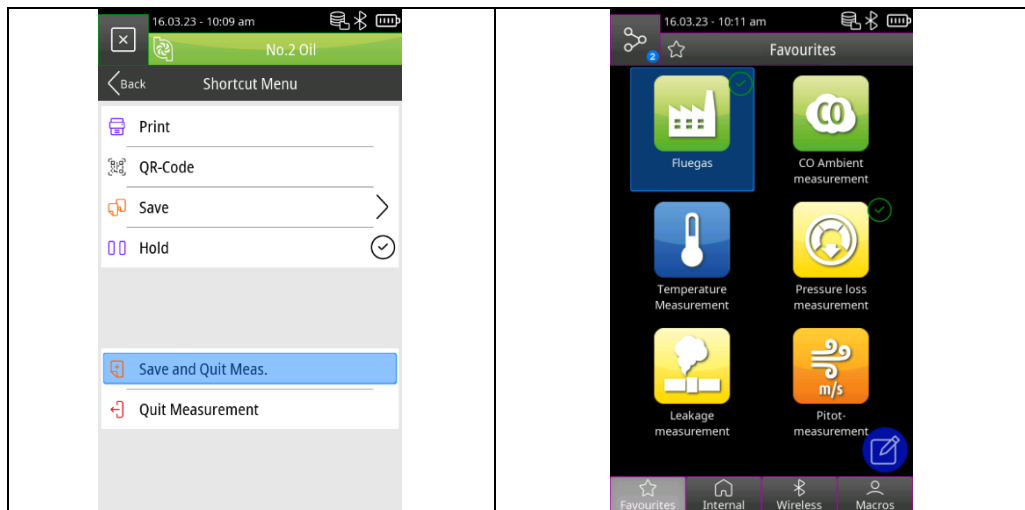 16.03.23 - 10:09 am
No.2 Oil
Back Shortcut Menu
Print
QR-Code
Save
Hold
Save and Quit Meas.
Quit Measurement
16.03.23 - 10:11 am
2
Favourites
Fluegas
CO
CO Ambient
measurement
Temperature
Measurement
Pressure loss
measurement
Leakage
measurement
m/s
Pitot-
measurement
Favourites Internal Wireless Macros